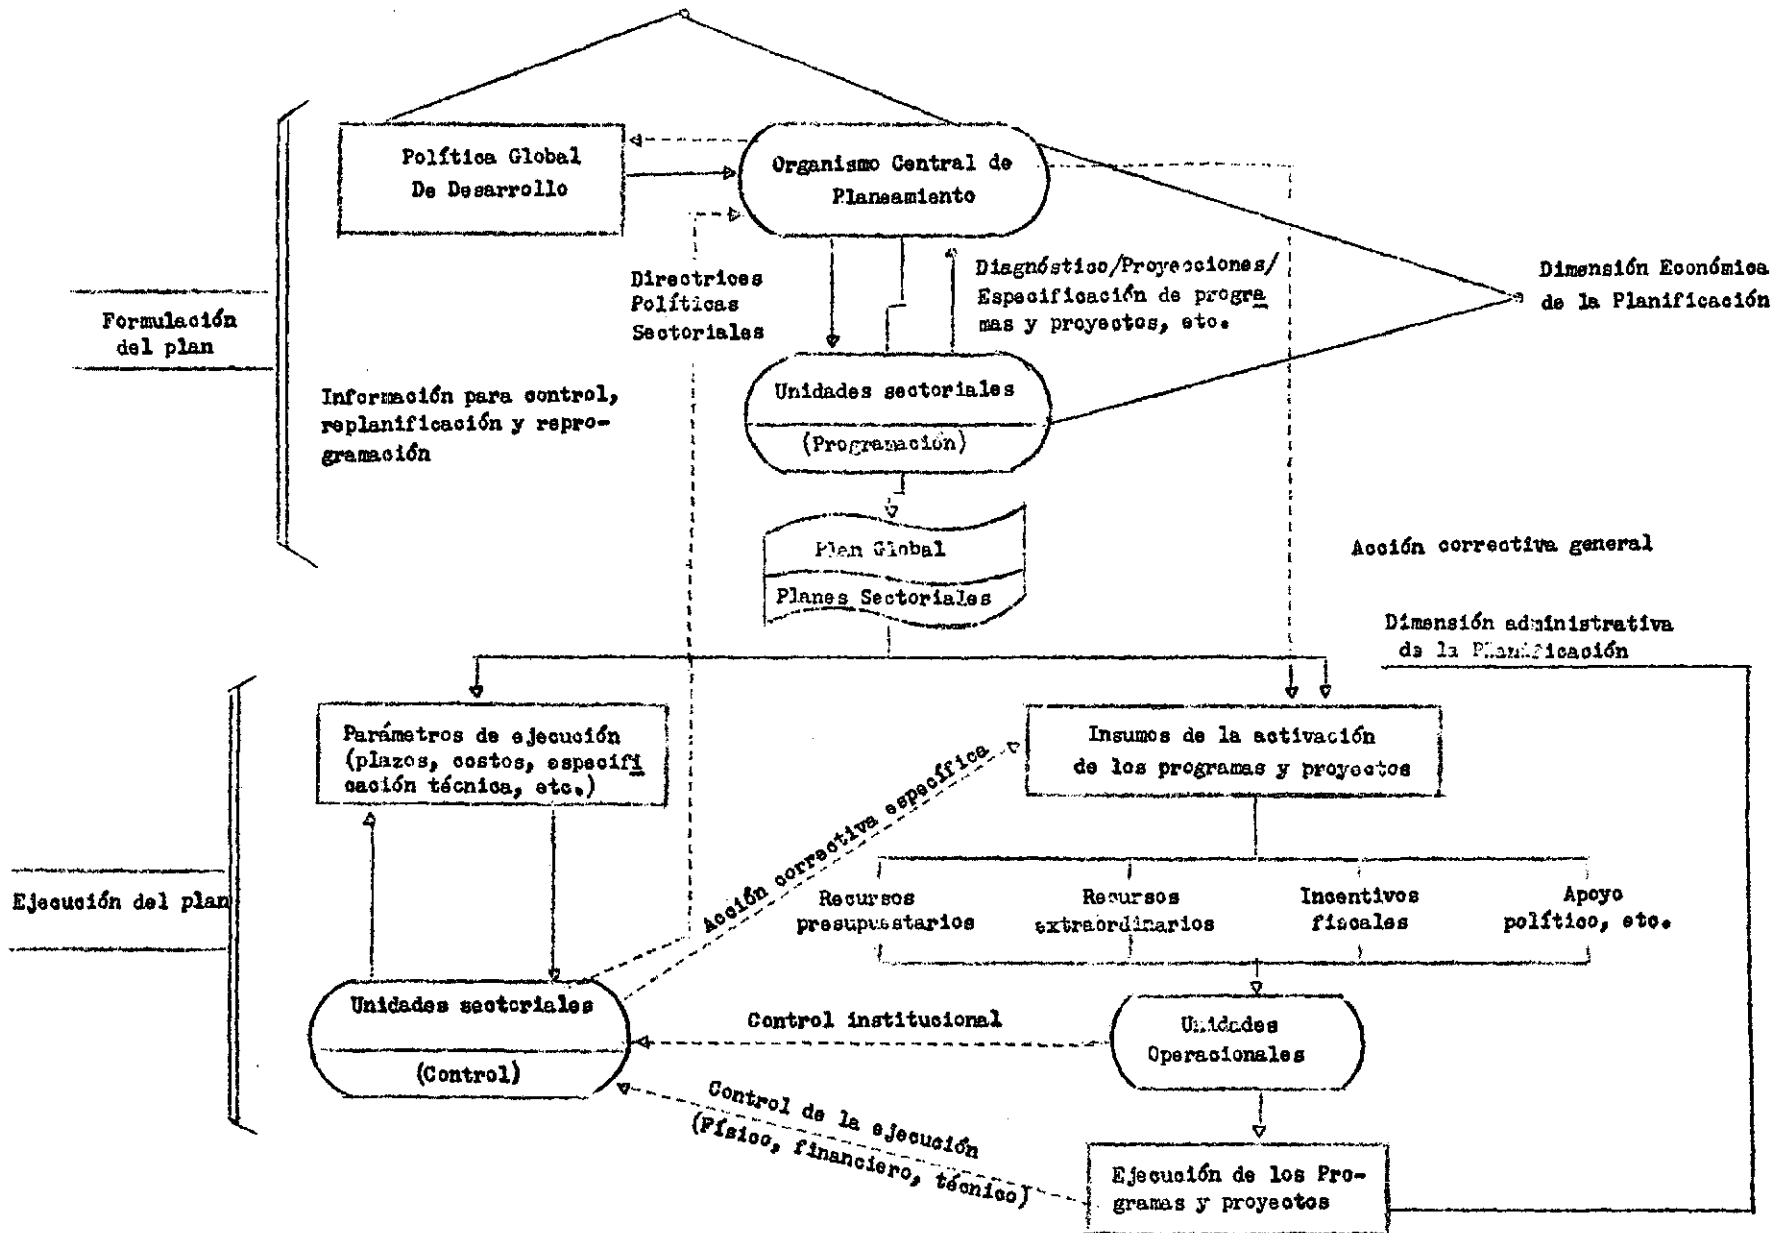 Política Global
De Desarrollo
Organismo Central de
Planeamiento
Directrices
Políticas
Sectoriales
Diagnóstico/Proyecciones/
Especificación de progra
mas y proyectos, etc.
Dimensión Económica
de la Planificación
Formulación
del plan
Información para control,
replanificación y repro-
gramación
Unidades sectoriales
(Programación)
Plan Global
Planes Sectoriales
Acción correctiva general
Dimensión administrativa
de la Planificación
Parámetros de ejecución
(plazos, costos, especifi
cación técnica, etc.)
Insumos de la activación
de los programas y proyectos
Acción correctiva específica
Ejecución del plan
Recursos
presupuestarios
Recursos
extraordinarios
Incentivos
fiscales
Apoyo
político, etc.
Unidades sectoriales
(Control)
Control institucional
Unidades
Operacionales
Control de la ejecución
(Físico, financiero, técnico)
Ejecución de los Pro-
gramas y proyectos